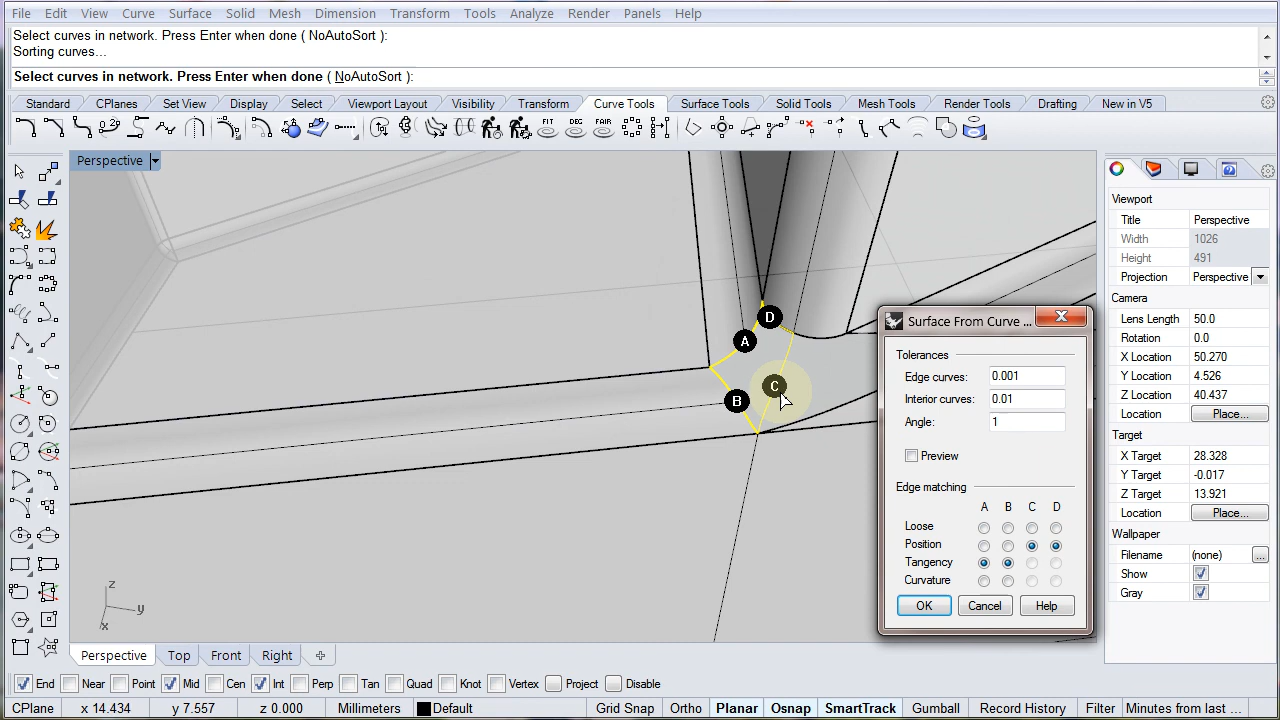 File Edit View Curve Surface Solid Mesh Dimension Transform Tools Analyze Render Panels Help
Select curves in network. Press Enter when done ( NoAutoSort ):
Sorting curves...
Select curves in network. Press Enter when done ( NoAutoSort ):
Standard CPlanes Set View Display Select Viewport Layout Visibility Transform Curve Tools Surface Tools Solid Tools Mesh Tools Render Tools Drafting New in V5
FIT DEG FAIR
Perspective
D
A
C
B
z
y
x
Surface From Curve ...
Tolerances
Edge curves: 0.001
Interior curves: 0.01
Angle: 1
Preview
Edge matching
A B C D
Loose
Position
Tangency
Curvature
OK Cancel Help
Viewport
Title Perspective
Width 1026
Height 491
Projection Perspective
Camera
Lens Length 50.0
Rotation 0.0
X Location 50.270
Y Location 4.526
Z Location 40.437
Location Place...
Target
X Target 28.328
Y Target -0.017
Z Target 13.921
Location Place...
Wallpaper
Filename (none) ...
Show
Gray
Perspective Top Front Right
End Near Point Mid Cen Int Perp Tan Quad Knot Vertex Project Disable
CPlane x 14.434 y 7.557 z 0.000 Millimeters Default Grid Snap Ortho Planar Osnap SmartTrack Gumball Record History Filter Minutes from last ...